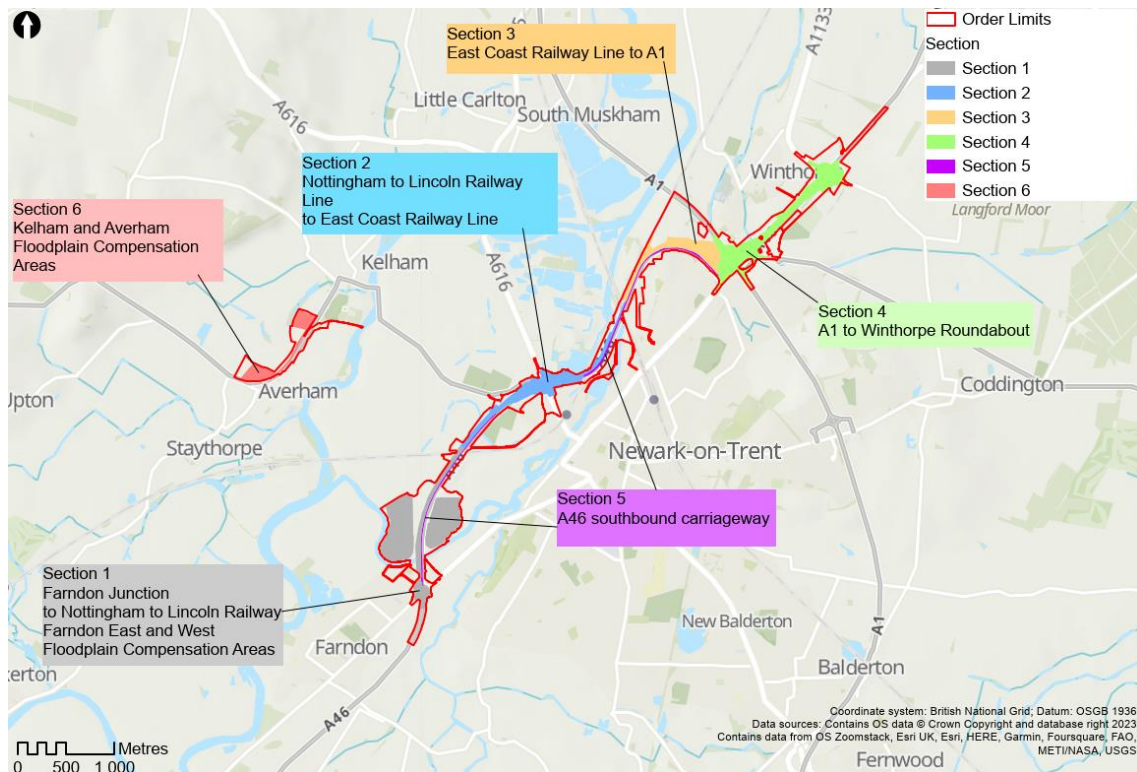 Section 3
East Coast Railway Line to A1
Order Limits
Section
Section 1
Section 2
Section 3
Section 4
Section 5
Section 6
A1133
A616
Little Carlton
South Muskham
Section 2
Nottingham to Lincoln Railway
Line
to East Coast Railway Line
A1
Langford Moor
Section 6
Kelham and Averham
Floodplain Compensation
Areas
Kelham
A616
Section 4
A1 to Winthorpe Roundabout
Averham
Coddington
Upton
Staythorpe
Newark-on-Trent
Section 5
A46 southbound carriageway
Section 1
Farndon Junction
to Nottingham to Lincoln Railway
Farndon East and West
Floodplain Compensation Areas
New Balderton
A1
Farndon
Balderton
A46
Coordinate system: British National Grid; Datum: OSGB 1936
Data sources: Contains OS data © Crown Copyright and database right 2023
Contains data from OS Zoomstack, Esri UK, Esri, HERE, Garmin, Foursquare, FAO,
METI/NASA, USGS
Metres
0 500 1 000
Fernwood